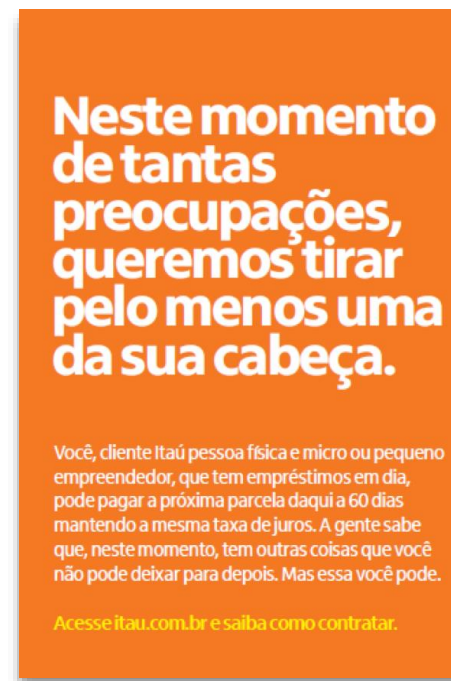 Neste momento
de tantas
preocupações,
queremos tirar
pelo menos uma
da sua cabeça.
Você, cliente Itaú pessoa física e micro ou pequeno
empreendedor, que tem empréstimos em dia,
pode pagar a próxima parcela daqui a 60 dias
mantendo a mesma taxa de juros. A gente sabe
que, neste momento, tem outras coisas que você
não pode deixar para depois. Mas essa você pode.
Acesse itau.com.br e saiba como contratar.